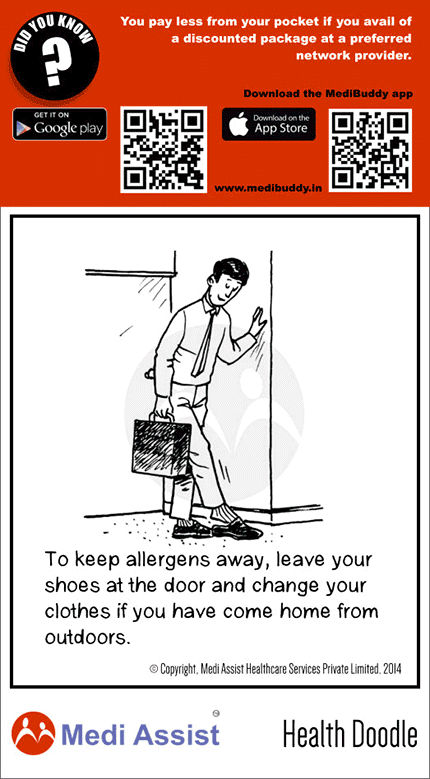 DID YOU KNOW
?
You pay less from your pocket if you avail of
a discounted package at a preferred
network provider.
Download the MediBuddy app
GET IT ON
Google play
Download on the
App Store
www.medibuddy.in
To keep allergens away, leave your
shoes at the door and change your
clothes if you have come home from
outdoors.
© Copyright, Medi Assist Healthcare Services Private Limited, 2014
Medi Assist
Health Doodle